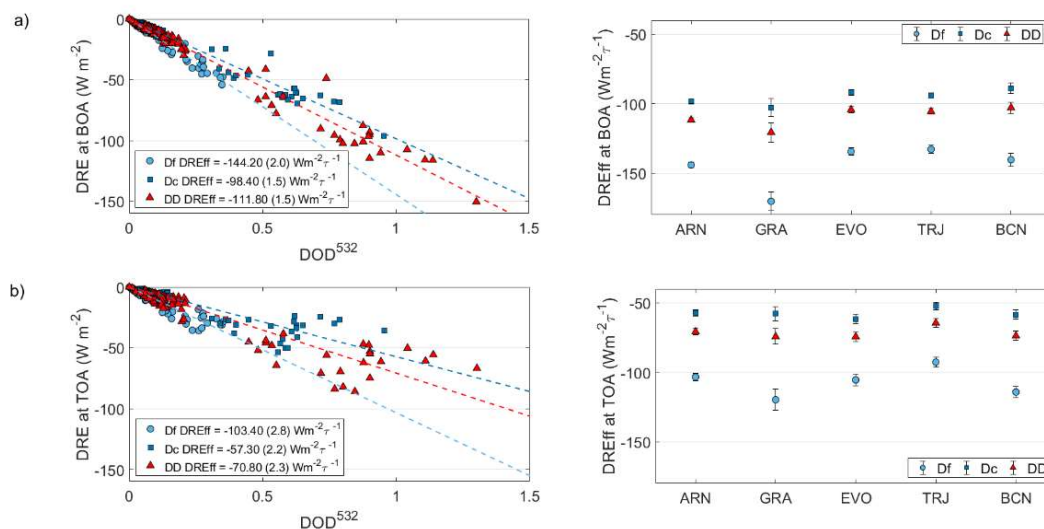 a)
0
-50
-100
-150
DRE at BOA (W m⁻²)
Df DREff = -144.20 (2.0) Wm⁻²τ⁻¹
Dc DREff = -98.40 (1.5) Wm⁻²τ⁻¹
DD DREff = -111.80 (1.5) Wm⁻²τ⁻¹
0 0.5 1 1.5
DOD⁵³²
Df Dc DD
-50
-100
-150
DREff at BOA (Wm⁻²τ⁻¹)
ARN GRA EVO TRJ BCN
b)
0
-50
-100
-150
DRE at TOA (W m⁻²)
Df DREff = -103.40 (2.8) Wm⁻²τ⁻¹
Dc DREff = -57.30 (2.2) Wm⁻²τ⁻¹
DD DREff = -70.80 (2.3) Wm⁻²τ⁻¹
0 0.5 1 1.5
DOD⁵³²
-50
-100
-150
DREff at TOA (Wm⁻²τ⁻¹)
Df Dc DD
ARN GRA EVO TRJ BCN